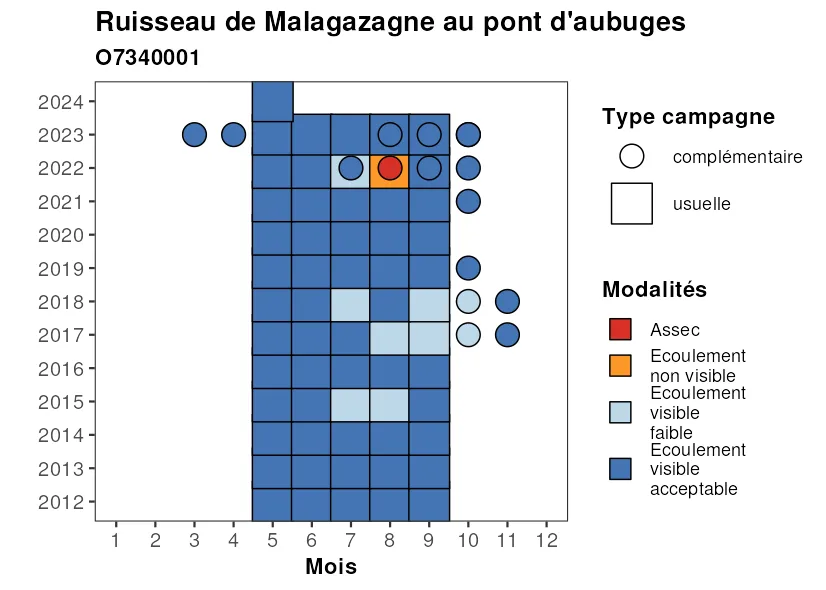 Ruisseau de Malagazagne au pont d'aubuges
O7340001
2024
2023
2022
2021
2020
2019
2018
2017
2016
2015
2014
2013
2012
1 2 3 4 5 6 7 8 9 10 11 12
Mois
Type campagne
complémentaire
usuelle
Modalités
Assec
Ecoulement
non visible
Ecoulement
visible
faible
Ecoulement
visible
acceptable